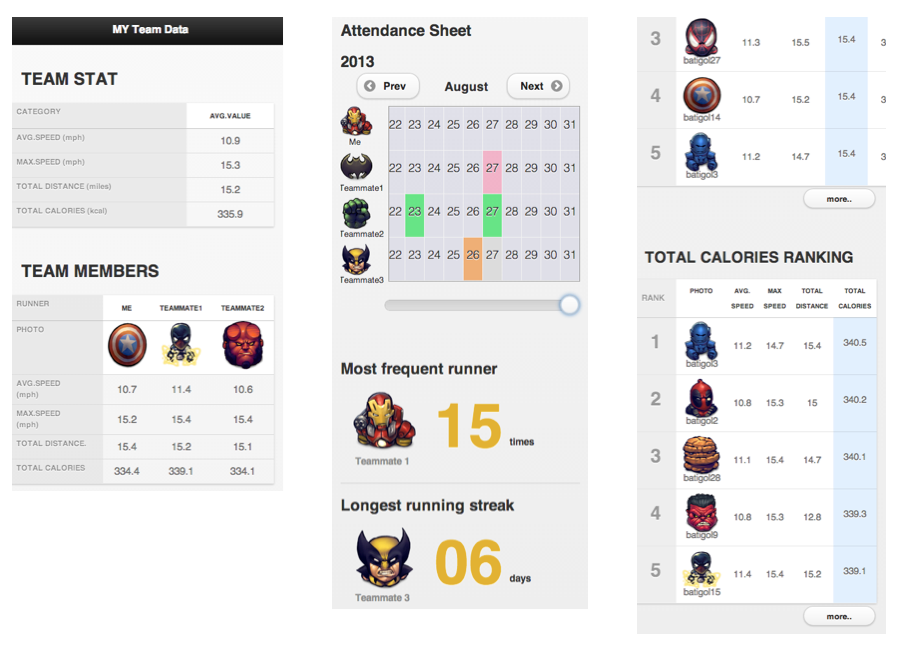 MY Team Data
TEAM STAT
CATEGORY AVG.VALUE
AVG.SPEED (mph) 10.9
MAX.SPEED (mph) 15.3
TOTAL DISTANCE (miles) 15.2
TOTAL CALORIES (kcal) 335.9
TEAM MEMBERS
RUNNER ME TEAMMATE1 TEAMMATE2
PHOTO
AVG.SPEED
(mph) 10.7 11.4 10.6
MAX.SPEED
(mph) 15.2 15.4 15.4
TOTAL DISTANCE. 15.4 15.2 15.1
TOTAL CALORIES 334.4 339.1 334.1
Attendance Sheet
2013
Prev August Next
22 23 24 25 26 27 28 29 30 31
Me
22 23 24 25 26 27 28 29 30 31
Teammate1
22 23 24 25 26 27 28 29 30 31
Teammate2
22 23 24 25 26 27 28 29 30 31
Teammate3
Most frequent runner
15 times
Teammate 1
Longest running streak
06 days
Teammate 3
3 11.3 15.5 15.4 3
batigol27
4 10.7 15.2 15.4 3
batigol14
5 11.2 14.7 15.4 3
batigol3
more..
TOTAL CALORIES RANKING
RANK PHOTO AVG. SPEED MAX SPEED TOTAL DISTANCE TOTAL CALORIES
1 11.2 14.7 15.4 340.5
batigol3
2 10.8 15.3 15 340.2
batigol2
3 11.1 15.4 14.7 340.1
batigol28
4 10.8 15.3 12.8 339.3
batigol9
5 11.4 15.4 15.2 339.1
batigol15
more..